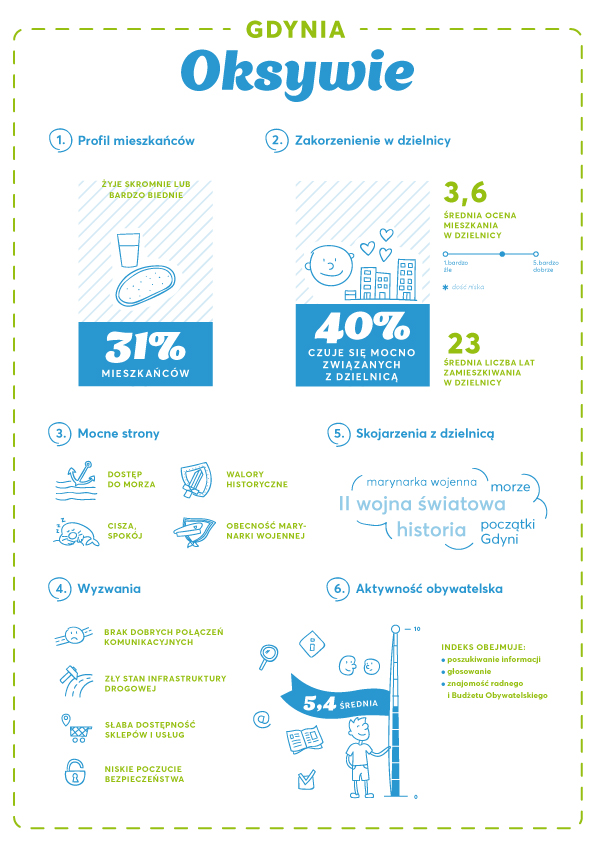 GDYNIA
Oksywie
1. Profil mieszkańców
ŻYJE SKROMNIE LUB
BARDZO BIEDNIE
31%
MIESZKAŃCÓW
2. Zakorzenienie w dzielnicy
40%
CZUJE SIĘ MOCNO
ZWIĄZANYCH
Z DZIELNICĄ
3,6
ŚREDNIA OCENA
MIESZKANIA
W DZIELNICY
1.bardzo
źle
5.bardzo
dobrze
* dość niska
23
ŚREDNIA LICZBA LAT
ZAMIESZKIWANIA
W DZIELNICY
3. Mocne strony
DOSTĘP
DO MORZA
WALORY
HISTORYCZNE
CISZA,
SPOKÓJ
OBECNOŚĆ MARY-
NARKI WOJENNEJ
5. Skojarzenia z dzielnicą
marynarka wojenna
morze
II wojna światowa
historia
początki
Gdyni
4. Wyzwania
BRAK DOBRYCH POŁĄCZEŃ
KOMUNIKACYJNYCH
ZŁY STAN INFRASTRUKTURY
DROGOWEJ
SŁABA DOSTĘPNOŚĆ
SKLEPÓW I USŁUG
NISKIE POCZUCIE
BEZPIECZEŃSTWA
6. Aktywność obywatelska
10
5,4 ŚREDNIA
0
INDEKS OBEJMUJE:
• poszukiwanie informacji
• głosowanie
• znajomość radnego
i Budżetu Obywatelskiego